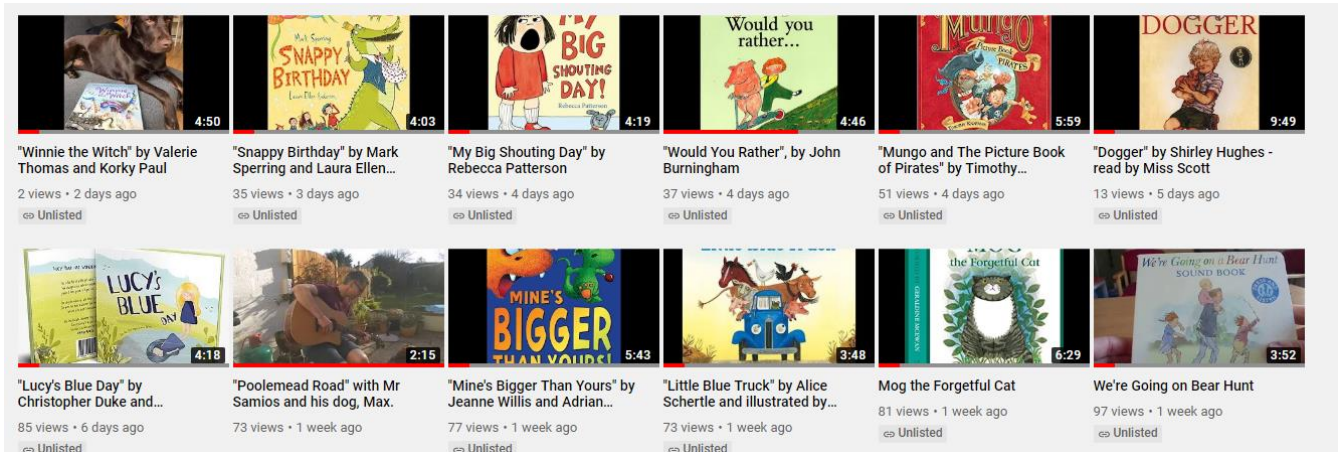 Winnie
the Witch
4:50
Mark Sperring
SNAPPY
BIRTHDAY
4:03
MY
BIG
SHOUTING
DAY!
Rebecca Patterson
4:19
Would you
rather...
4:46
Mungo
Picture Book
PIRATES
5:59
DOGGER
9:49
"Winnie the Witch" by Valerie
Thomas and Korky Paul
2 views • 2 days ago
Unlisted
"Snappy Birthday" by Mark
Sperring and Laura Ellen...
35 views • 3 days ago
Unlisted
"My Big Shouting Day" by
Rebecca Patterson
34 views • 4 days ago
Unlisted
"Would You Rather", by John
Burningham
37 views • 4 days ago
Unlisted
"Mungo and The Picture Book
of Pirates" by Timothy...
51 views • 4 days ago
Unlisted
"Dogger" by Shirley Hughes -
read by Miss Scott
13 views • 5 days ago
Unlisted
LUCY'S
BLUE
DAY
4:18
2:15
MINE'S
BIGGER
THAN YOURS!
5:43
3:48
MOG
the Forgetful Cat
6:29
We're Going on a Bear Hunt
SOUND BOOK
3:52
"Lucy's Blue Day" by
Christopher Duke and...
85 views • 6 days ago
Unlisted
"Poolemead Road" with Mr
Samios and his dog, Max.
73 views • 1 week ago
"Mine's Bigger Than Yours" by
Jeanne Willis and Adrian...
77 views • 1 week ago
Unlisted
"Little Blue Truck" by Alice
Schertle and illustrated by...
73 views • 1 week ago
Unlisted
Mog the Forgetful Cat
81 views • 1 week ago
Unlisted
We're Going on Bear Hunt
97 views • 1 week ago
Unlisted